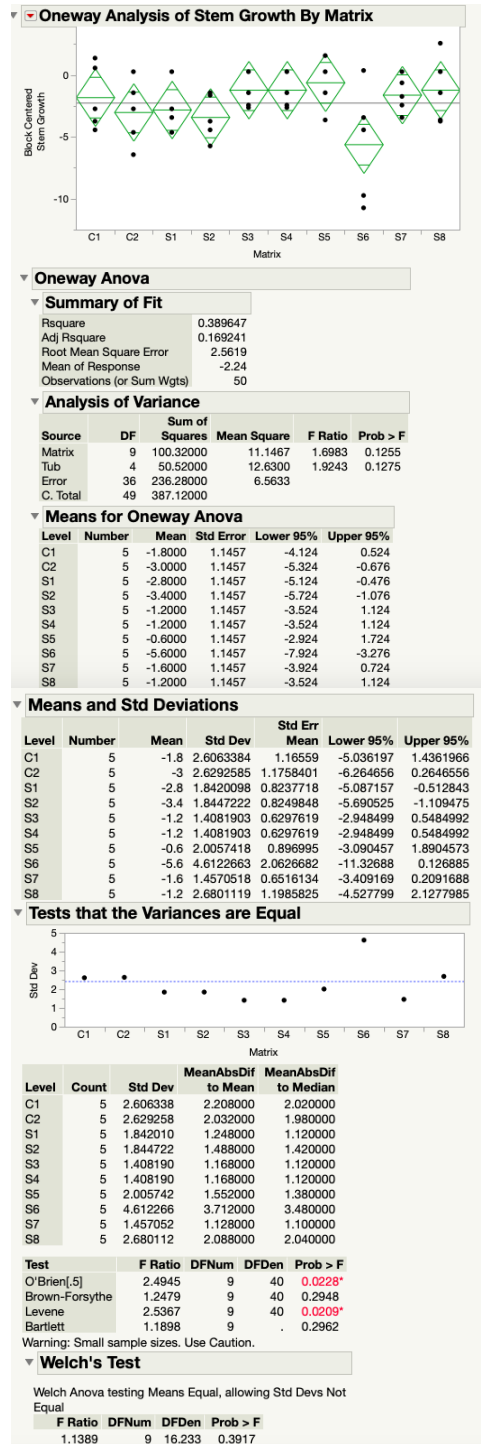 Oneway Analysis of Stem Growth By Matrix
Block Centered
Stem Growth
0
-5
-10
C1 C2 S1 S2 S3 S4 S5 S6 S7 S8
Matrix
Oneway Anova
Summary of Fit
Rsquare 0.389647
Adj Rsquare 0.169241
Root Mean Square Error 2.5619
Mean of Response -2.24
Observations (or Sum Wgts) 50
Analysis of Variance
Sum of
Source DF Squares Mean Square F Ratio Prob > F
Matrix 9 100.32000 11.1467 1.6983 0.1255
Tub 4 50.52000 12.6300 1.9243 0.1275
Error 36 236.28000 6.5633
C. Total 49 387.12000
Means for Oneway Anova
Level Number Mean Std Error Lower 95% Upper 95%
C1 5 -1.8000 1.1457 -4.124 0.524
C2 5 -3.0000 1.1457 -5.324 -0.676
S1 5 -2.8000 1.1457 -5.124 -0.476
S2 5 -3.4000 1.1457 -5.724 -1.076
S3 5 -1.2000 1.1457 -3.524 1.124
S4 5 -1.2000 1.1457 -3.524 1.124
S5 5 -0.6000 1.1457 -2.924 1.724
S6 5 -5.6000 1.1457 -7.924 -3.276
S7 5 -1.6000 1.1457 -3.924 0.724
S8 5 -1.2000 1.1457 -3.524 1.124
Means and Std Deviations
Std Err
Level Number Mean Std Dev Mean Lower 95% Upper 95%
C1 5 -1.8 2.6063384 1.16559 -5.036197 1.4361966
C2 5 -3 2.6292585 1.1758401 -6.264656 0.2646556
S1 5 -2.8 1.8420098 0.8237718 -5.087157 -0.512843
S2 5 -3.4 1.8447222 0.8249848 -5.690525 -1.109475
S3 5 -1.2 1.4081903 0.6297619 -2.948499 0.5484992
S4 5 -1.2 1.4081903 0.6297619 -2.948499 0.5484992
S5 5 -0.6 2.0057418 0.896995 -3.090457 1.8904573
S6 5 -5.6 4.6122663 2.0626682 -11.32688 0.126885
S7 5 -1.6 1.4570518 0.6516134 -3.409169 0.2091688
S8 5 -1.2 2.6801119 1.1985825 -4.527799 2.1277985
Tests that the Variances are Equal
Std Dev
5
4
3
2
1
0
C1 C2 S1 S2 S3 S4 S5 S6 S7 S8
Matrix
MeanAbsDif MeanAbsDif
Level Count Std Dev to Mean to Median
C1 5 2.606338 2.208000 2.020000
C2 5 2.629258 2.032000 1.980000
S1 5 1.842010 1.248000 1.120000
S2 5 1.844722 1.488000 1.420000
S3 5 1.408190 1.168000 1.120000
S4 5 1.408190 1.168000 1.120000
S5 5 2.005742 1.552000 1.380000
S6 5 4.612266 3.712000 3.480000
S7 5 1.457052 1.128000 1.100000
S8 5 2.680112 2.088000 2.040000
Test F Ratio DFNum DFDen Prob > F
O'Brien[.5] 2.4945 9 40 0.0228*
Brown-Forsythe 1.2479 9 40 0.2948
Levene 2.5367 9 40 0.0209*
Bartlett 1.1898 9 . 0.2962
Warning: Small sample sizes. Use Caution.
Welch's Test
Welch Anova testing Means Equal, allowing Std Devs Not
Equal
F Ratio DFNum DFDen Prob > F
1.1389 9 16.233 0.3917